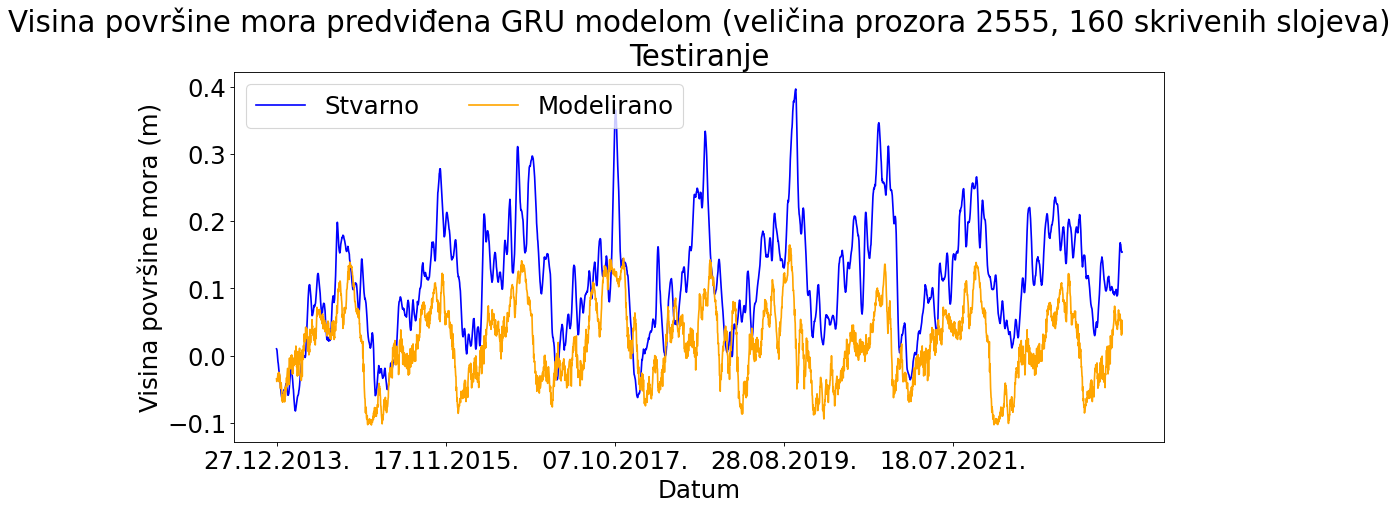 Visina površine mora predviđena GRU modelom (veličina prozora 2555, 160 skrivenih slojeva)
Testiranje
Stvarno Modelirano
Visina površine mora (m)
0.4
0.3
0.2
0.1
0.0
−0.1
27.12.2013. 17.11.2015. 07.10.2017. 28.08.2019. 18.07.2021.
Datum